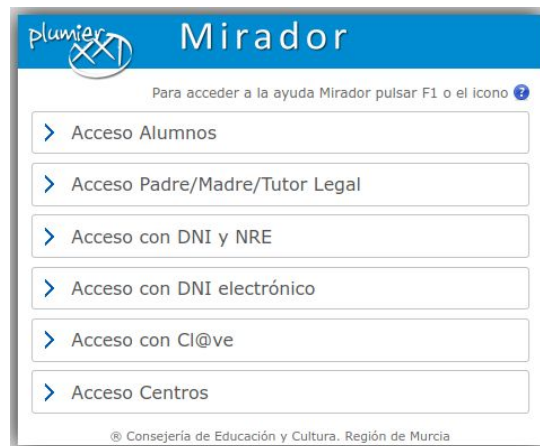 plumier XXI
Mirador
Para acceder a la ayuda Mirador pulsar F1 o el icono ?
Acceso Alumnos
Acceso Padre/Madre/Tutor Legal
Acceso con DNI y NRE
Acceso con DNI electrónico
Acceso con Cl@ve
Acceso Centros
® Consejería de Educación y Cultura. Región de Murcia